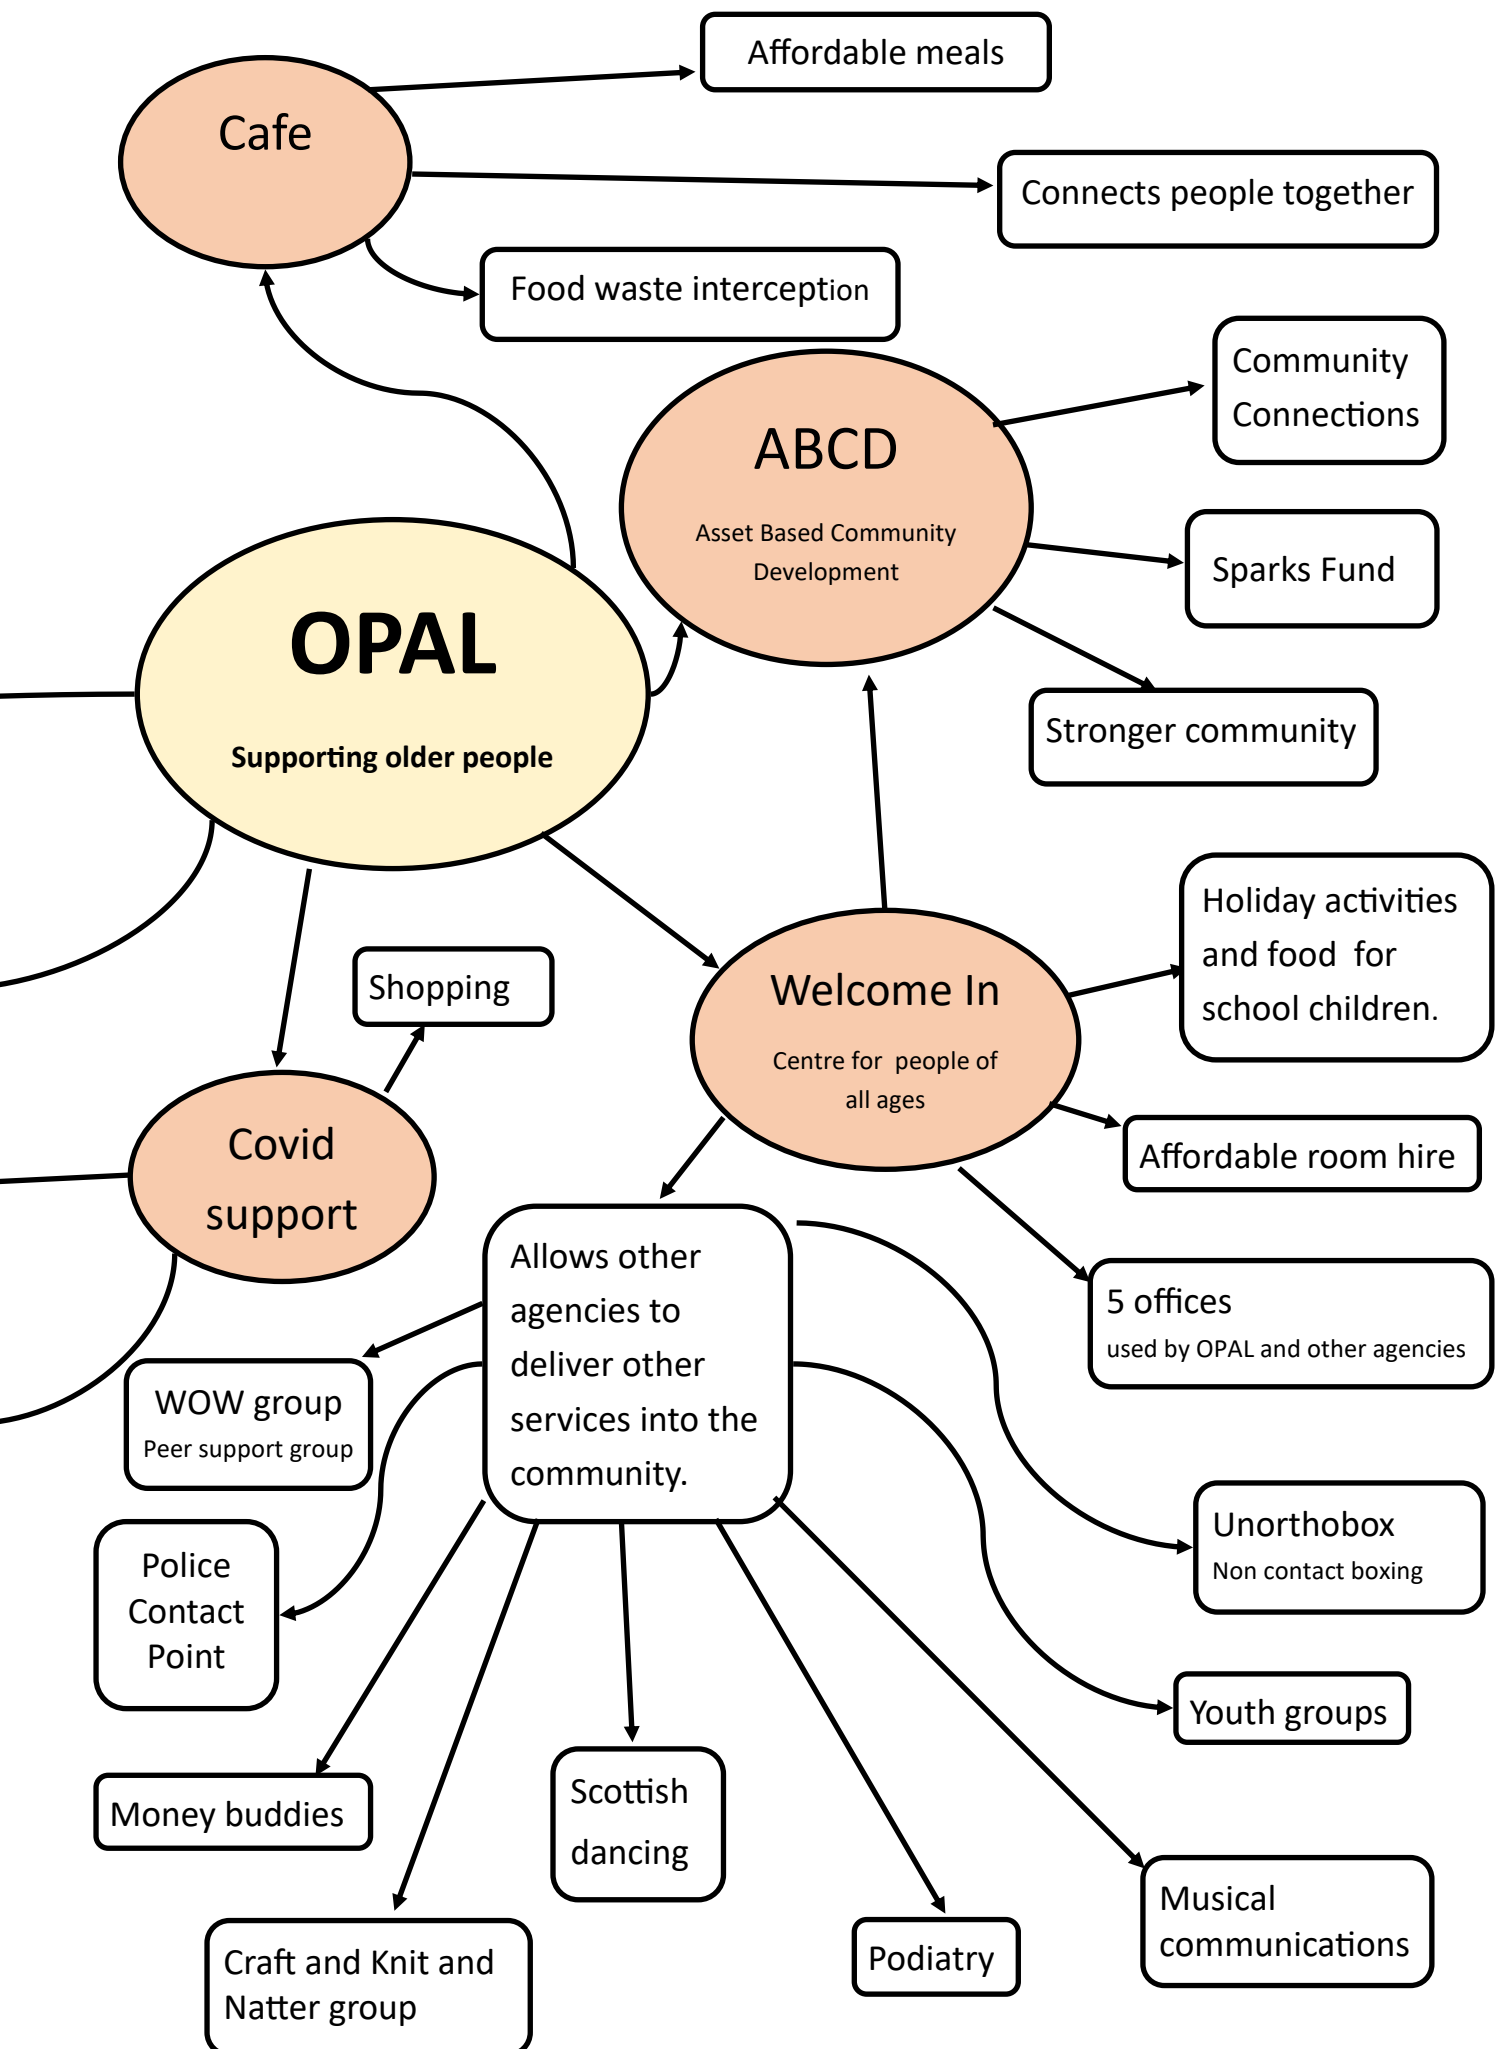 Affordable meals
Cafe
Connects people together
Food waste interception
Community
Connections
ABCD
Asset Based Community
Development
Sparks Fund
OPAL
Supporting older people
Stronger community
Holiday activities
and food  for
school children.
Shopping
Welcome In
Centre for  people of
all ages
Covid
support
Affordable room hire
Allows other
agencies to
deliver other
services into the
community.
5 offices
used by OPAL and other agencies
WOW group
Peer support group
Unorthobox
Non contact boxing
Police
Contact
Point
Youth groups
Money buddies
Scottish
dancing
Musical
communications
Craft and Knit and
Natter group
Podiatry